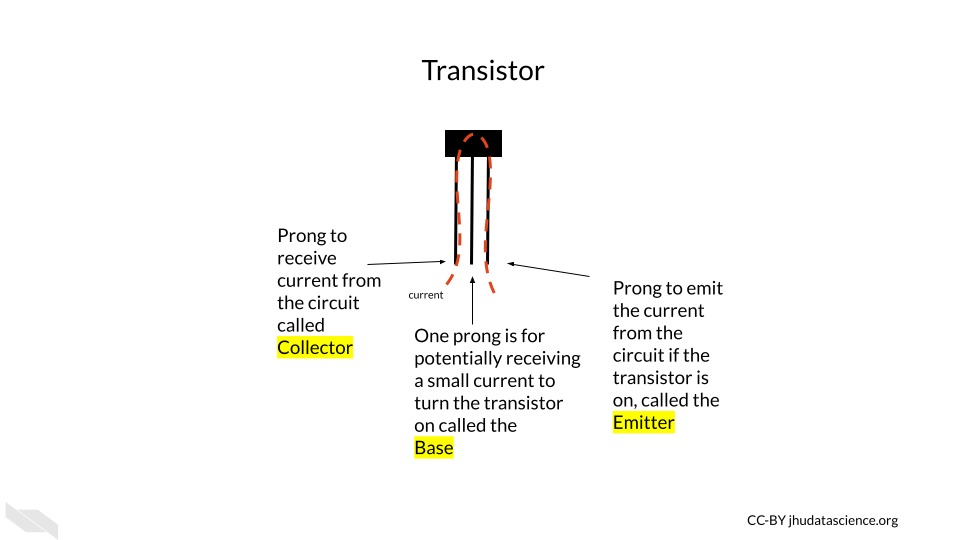 Transistor
Prong to
receive
current from
the circuit
called
Collector
current
One prong is for
potentially receiving
a small current to
turn the transistor
on called the
Base
Prong to emit
the current
from the
circuit if the
transistor is
on, called the
Emitter
CC-BY jhudatascience.org